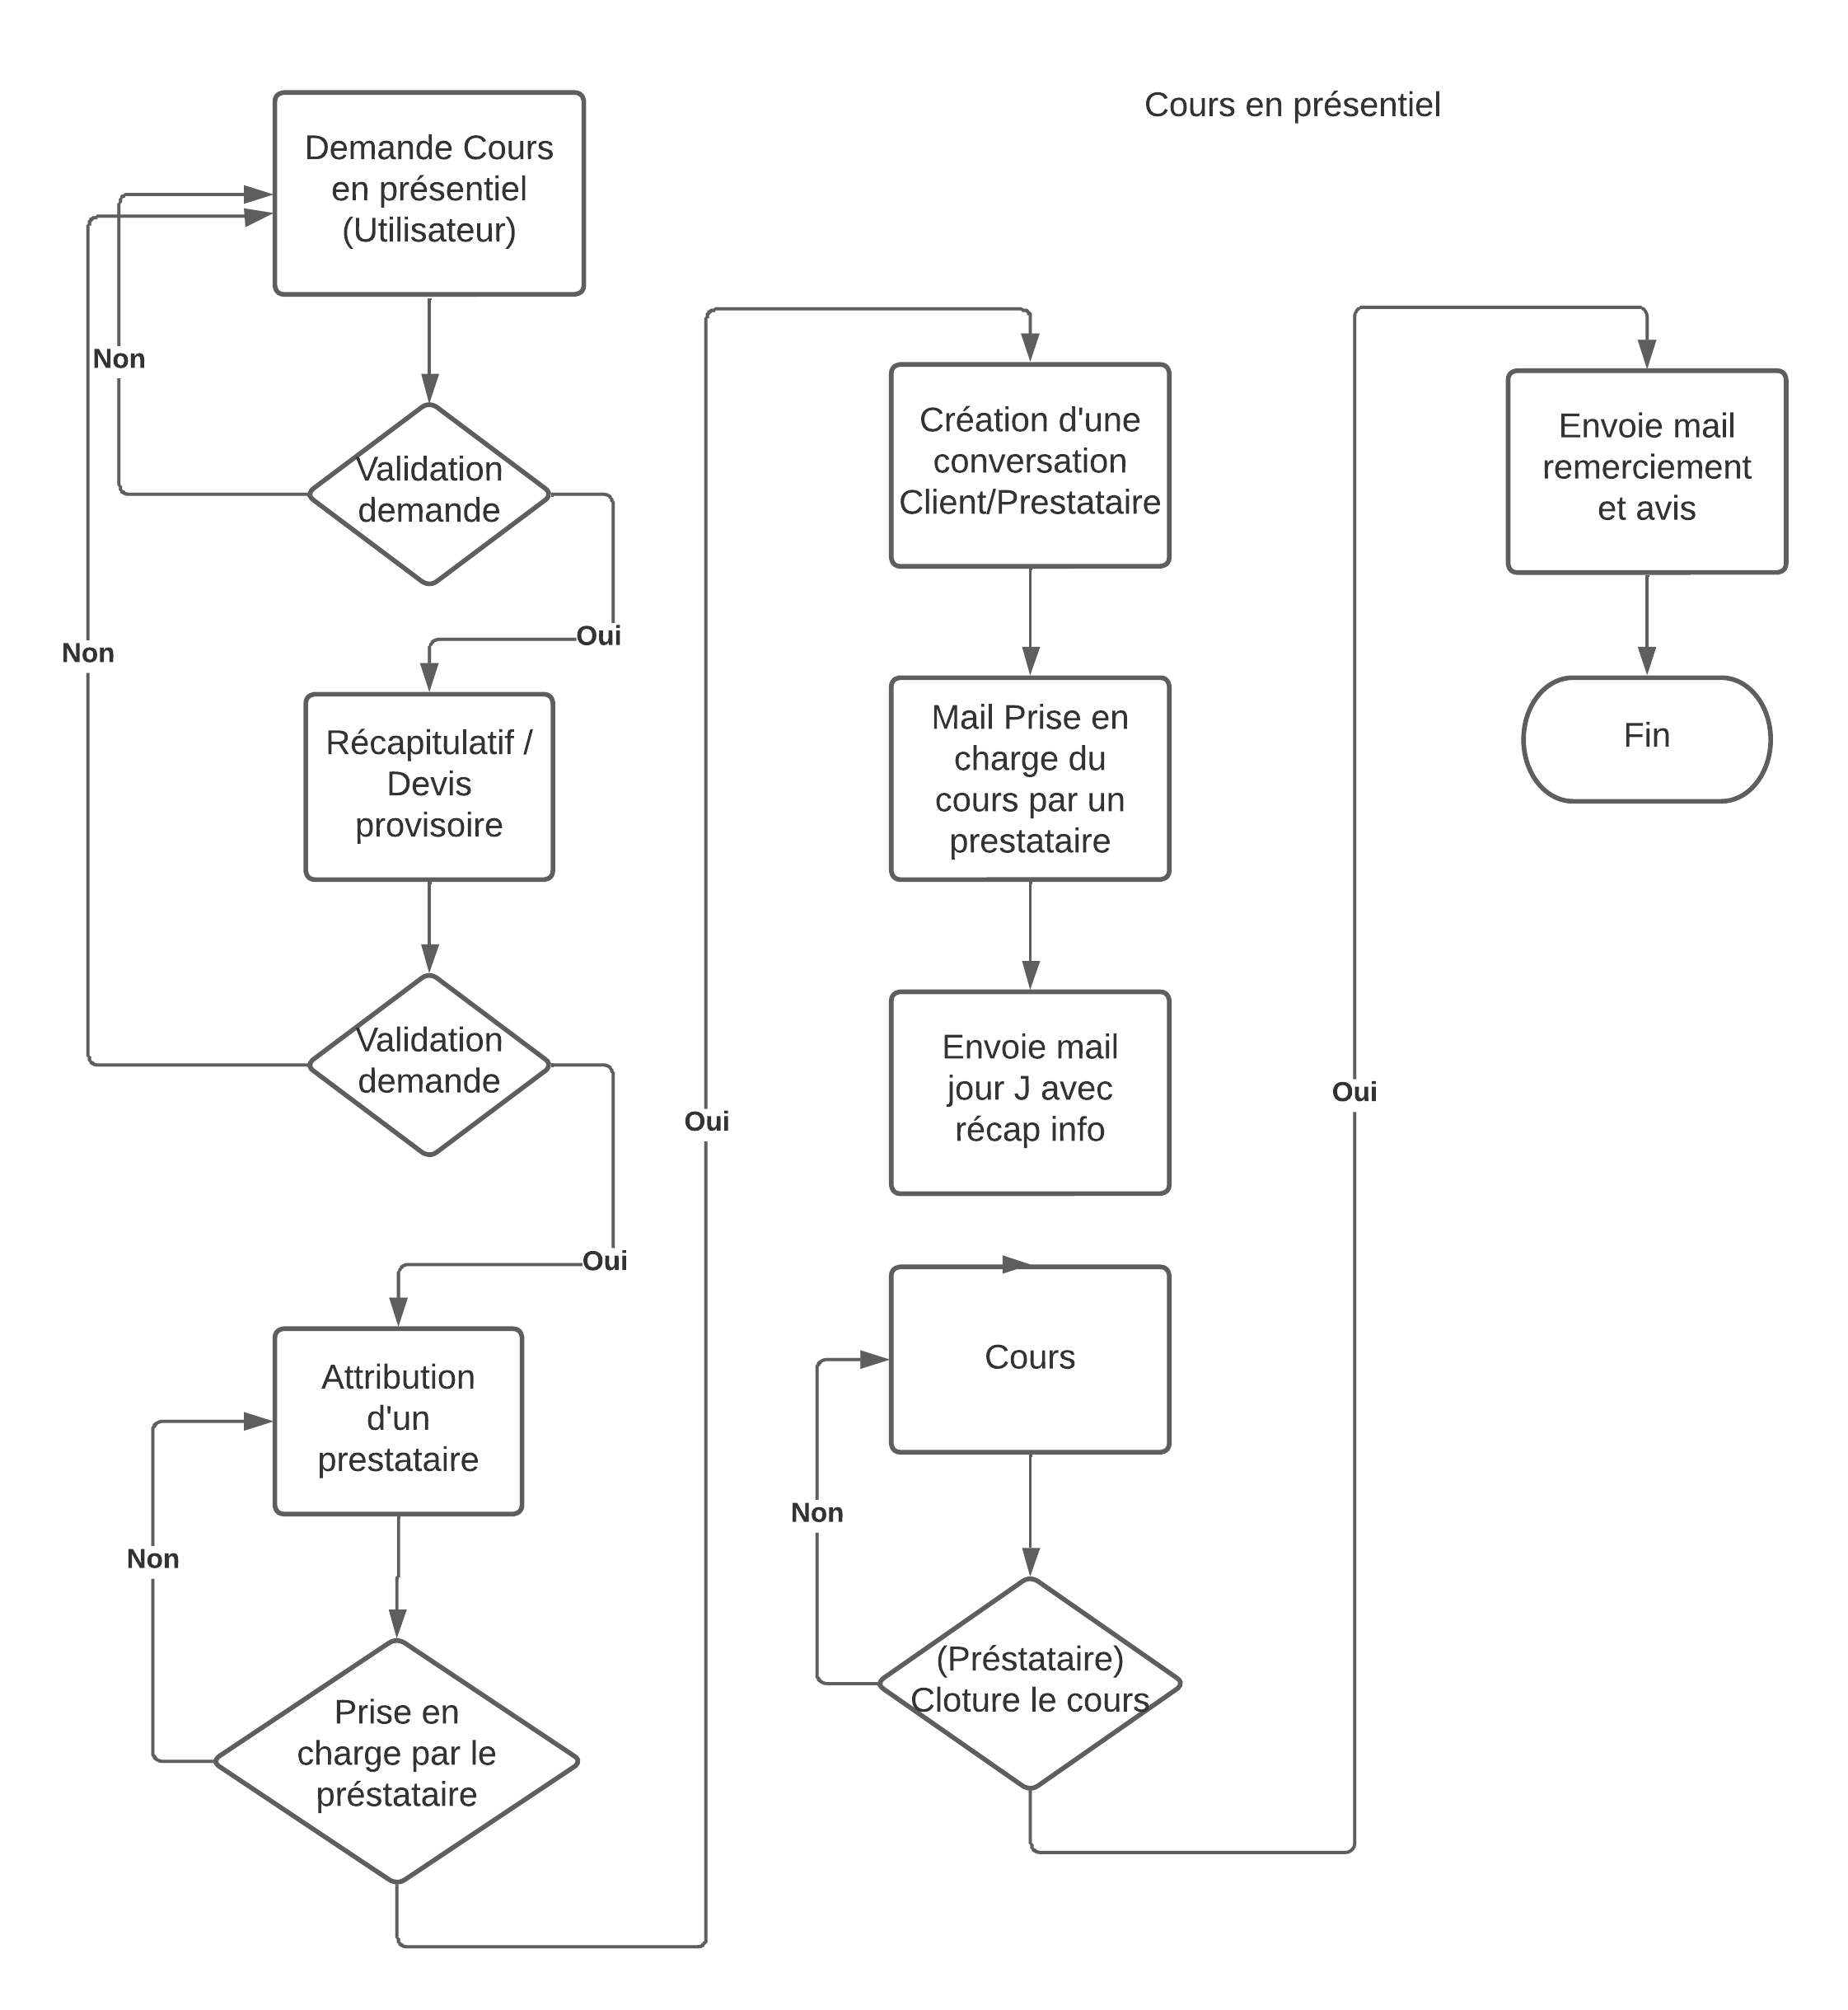 Cours en présentiel
Demande Cours
en présentiel
(Utilisateur)
Non
Validation
demande
Oui
Non
Récapitulatif /
Devis
provisoire
Validation
demande
Oui
Attribution
d'un
prestataire
Non
Prise en
charge par le
préstataire
Oui
Création d'une
conversation
Client/Prestataire
Mail Prise en
charge du
cours par un
prestataire
Envoie mail
jour J avec
récap info
Cours
Non
(Préstataire)
Cloture le cours
Oui
Envoie mail
remerciement
et avis
Fin